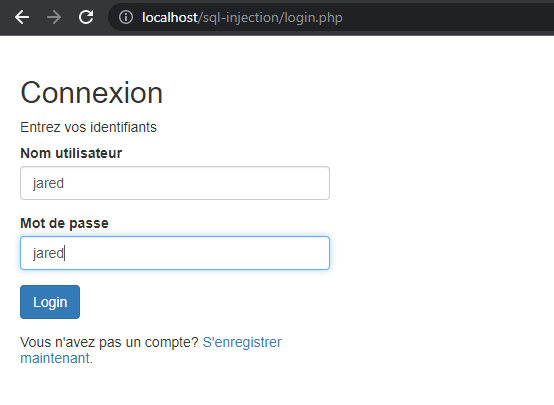 localhost/sql-injection/login.php
Connexion
Entrez vos identifiants
Nom utilisateur
jared
Mot de passe
jared
Login
Vous n'avez pas un compte? S'enregistrer
maintenant.